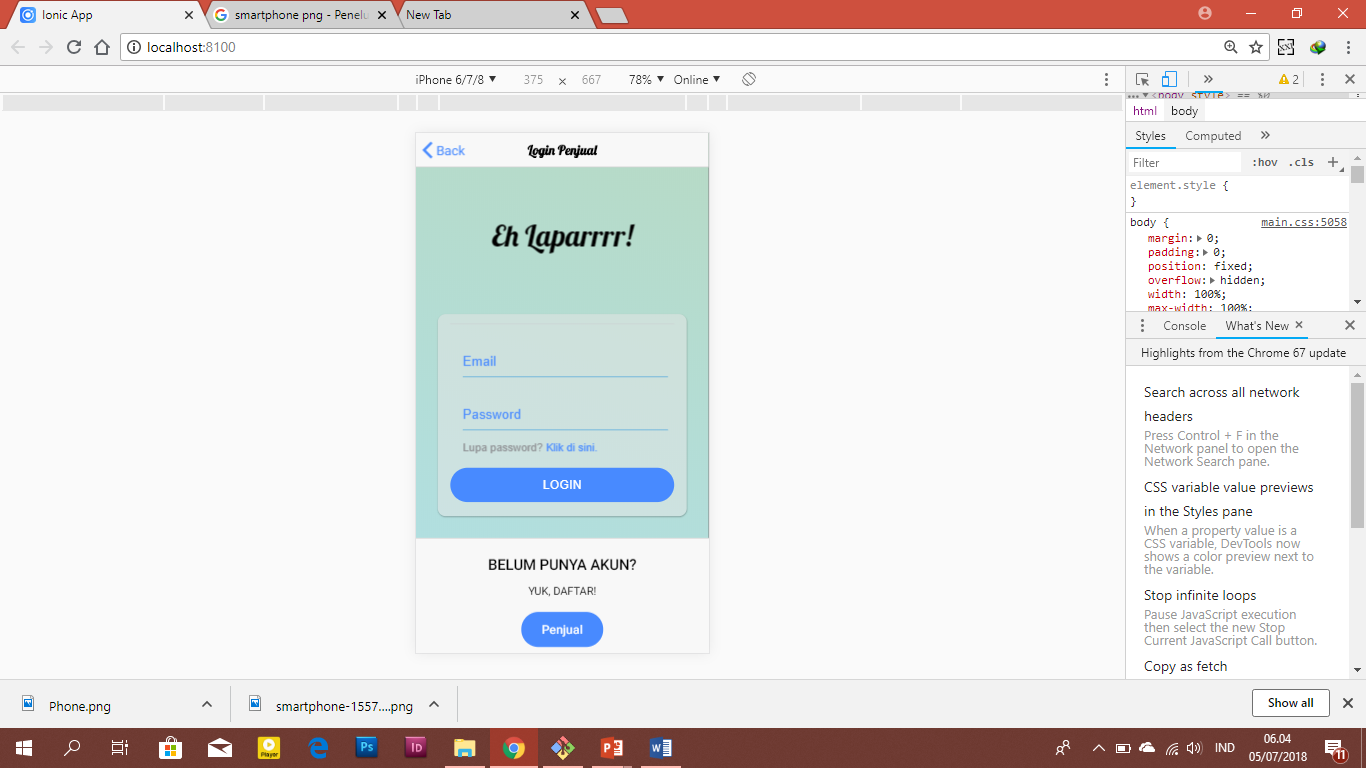 Ionic App
smartphone png - Penelu
New Tab
localhost:8100
iPhone 6/7/8 375 x 667 78% Online
2
html body
Styles Computed
Filter :hov .cls +
element.style {
}
body { main.css:5058
margin: 0;
padding: 0;
position: fixed;
overflow: hidden;
width: 100%;
max-width: 100%;
Console What's New
Highlights from the Chrome 67 update
Search across all network
headers
Press Control + F in the
Network panel to open the
Network Search pane.
CSS variable value previews
in the Styles pane
When a property value is a
CSS variable, DevTools now
shows a color preview next to
the variable.
Stop infinite loops
Pause JavaScript execution
then select the new Stop
Current JavaScript Call button.
Copy as fetch
Back Login Penjual
Eh Laparrrr!
Email
Password
Lupa password? Klik di sini.
LOGIN
BELUM PUNYA AKUN?
YUK, DAFTAR!
Penjual
Phone.png
smartphone-1557....png
Show all
Player
Ps
Id
IND
06.04
05/07/2018
11